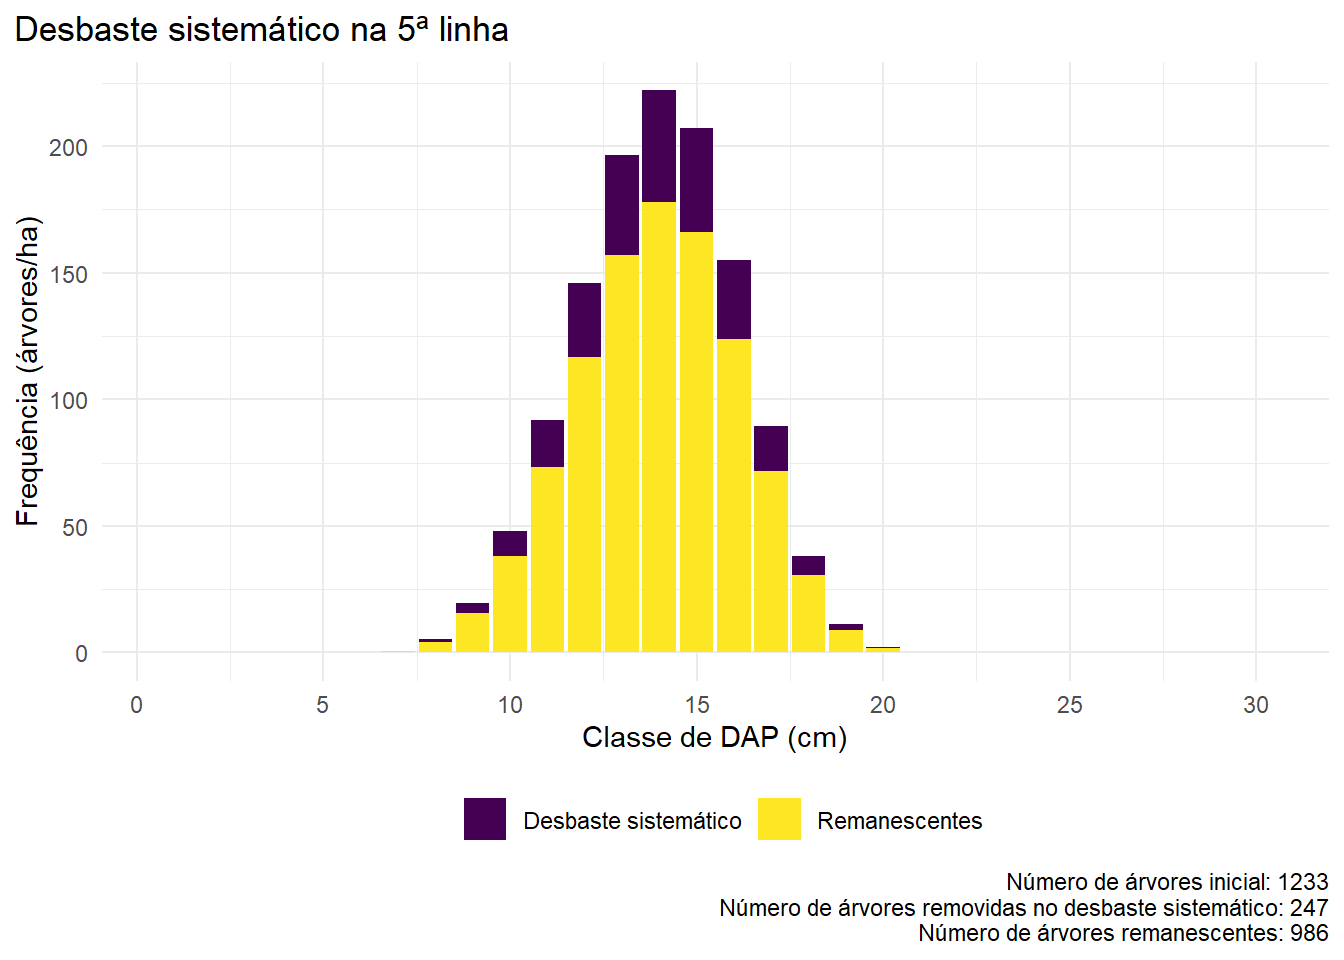 Desbaste sistemático na 5ª linha
Frequência (árvores/ha)
200
150
100
50
0
0 5 10 15 20 25 30
Classe de DAP (cm)
Desbaste sistemático Remanescentes
Número de árvores inicial: 1233
Número de árvores removidas no desbaste sistemático: 247
Número de árvores remanescentes: 986